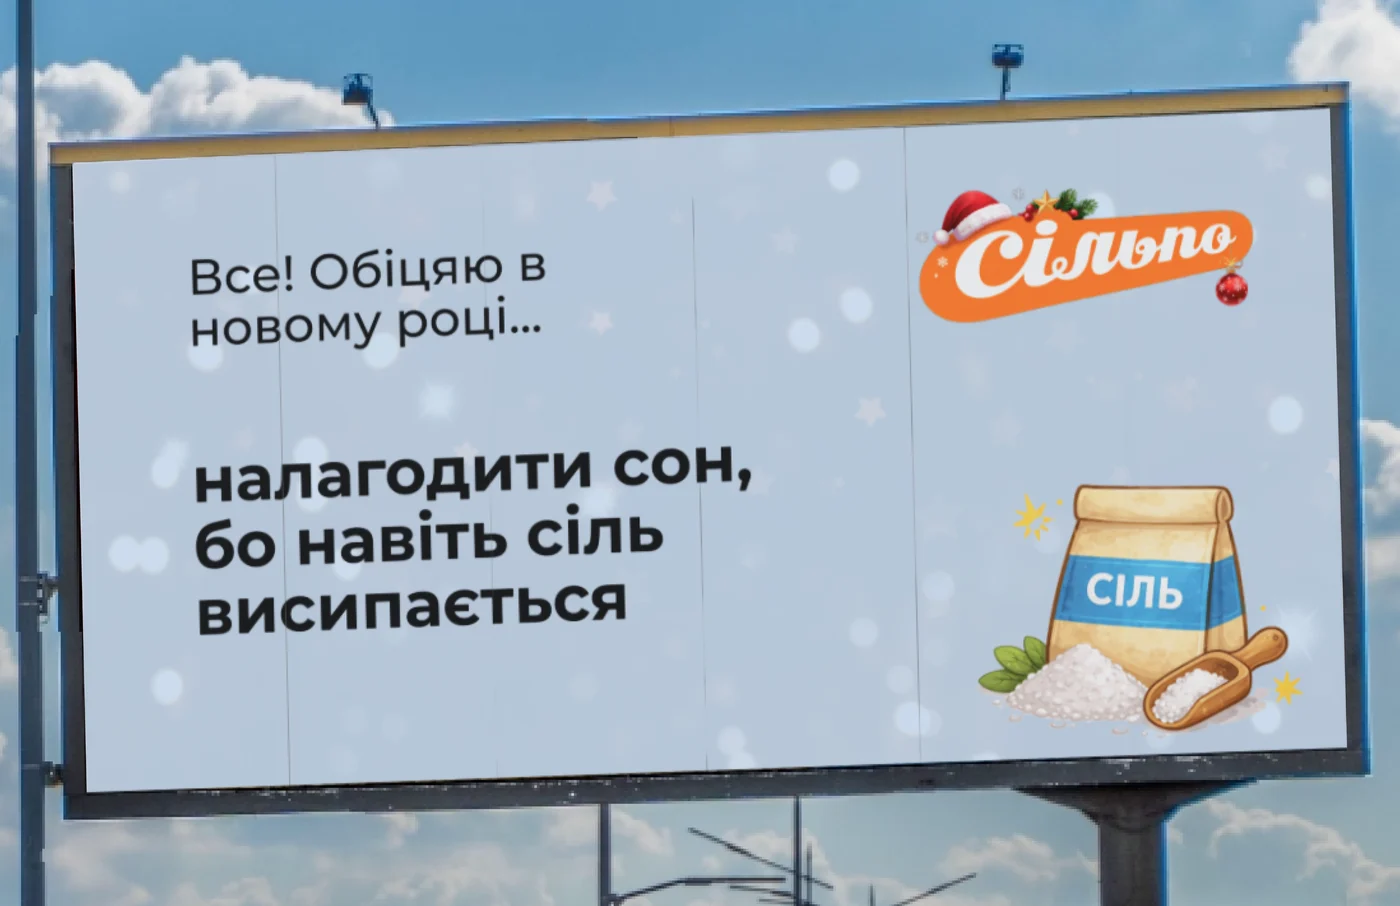 Все! Обіцяю в
новому році...
налагодити сон,
бо навіть сіль
висипається
Сільпо
СІЛЬ